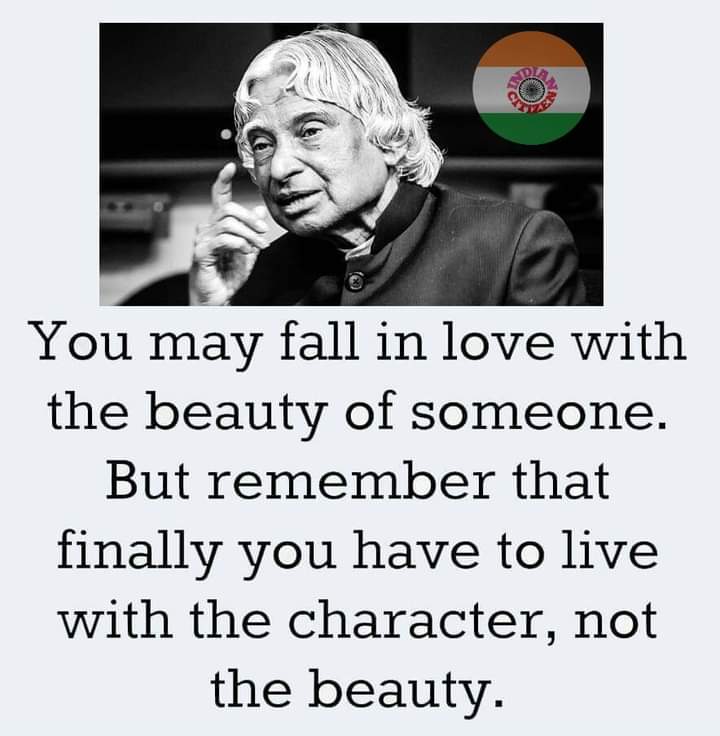 INDIAN
CITIZEN
You may fall in love with
the beauty of someone.
But remember that
finally you have to live
with the character, not
the beauty.